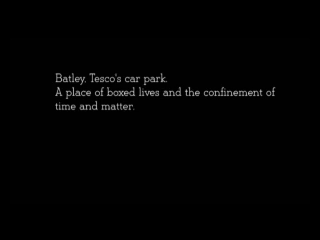 Batley, Tesco's car park.
A place of boxed lives and the confinement of
time and matter.